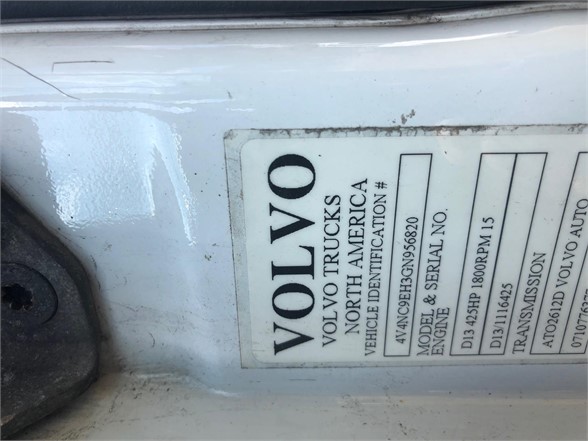 VOLVO
VOLVO TRUCKS
NORTH AMERICA
VEHICLE IDENTIFICATION #
4V4NC9EH3GN956820
MODEL & SERIAL NO.
ENGINE
D13 425HP 1800RPM 15
D13/1116425
TRANSMISSION
ATO2612D VOLVO AUTO